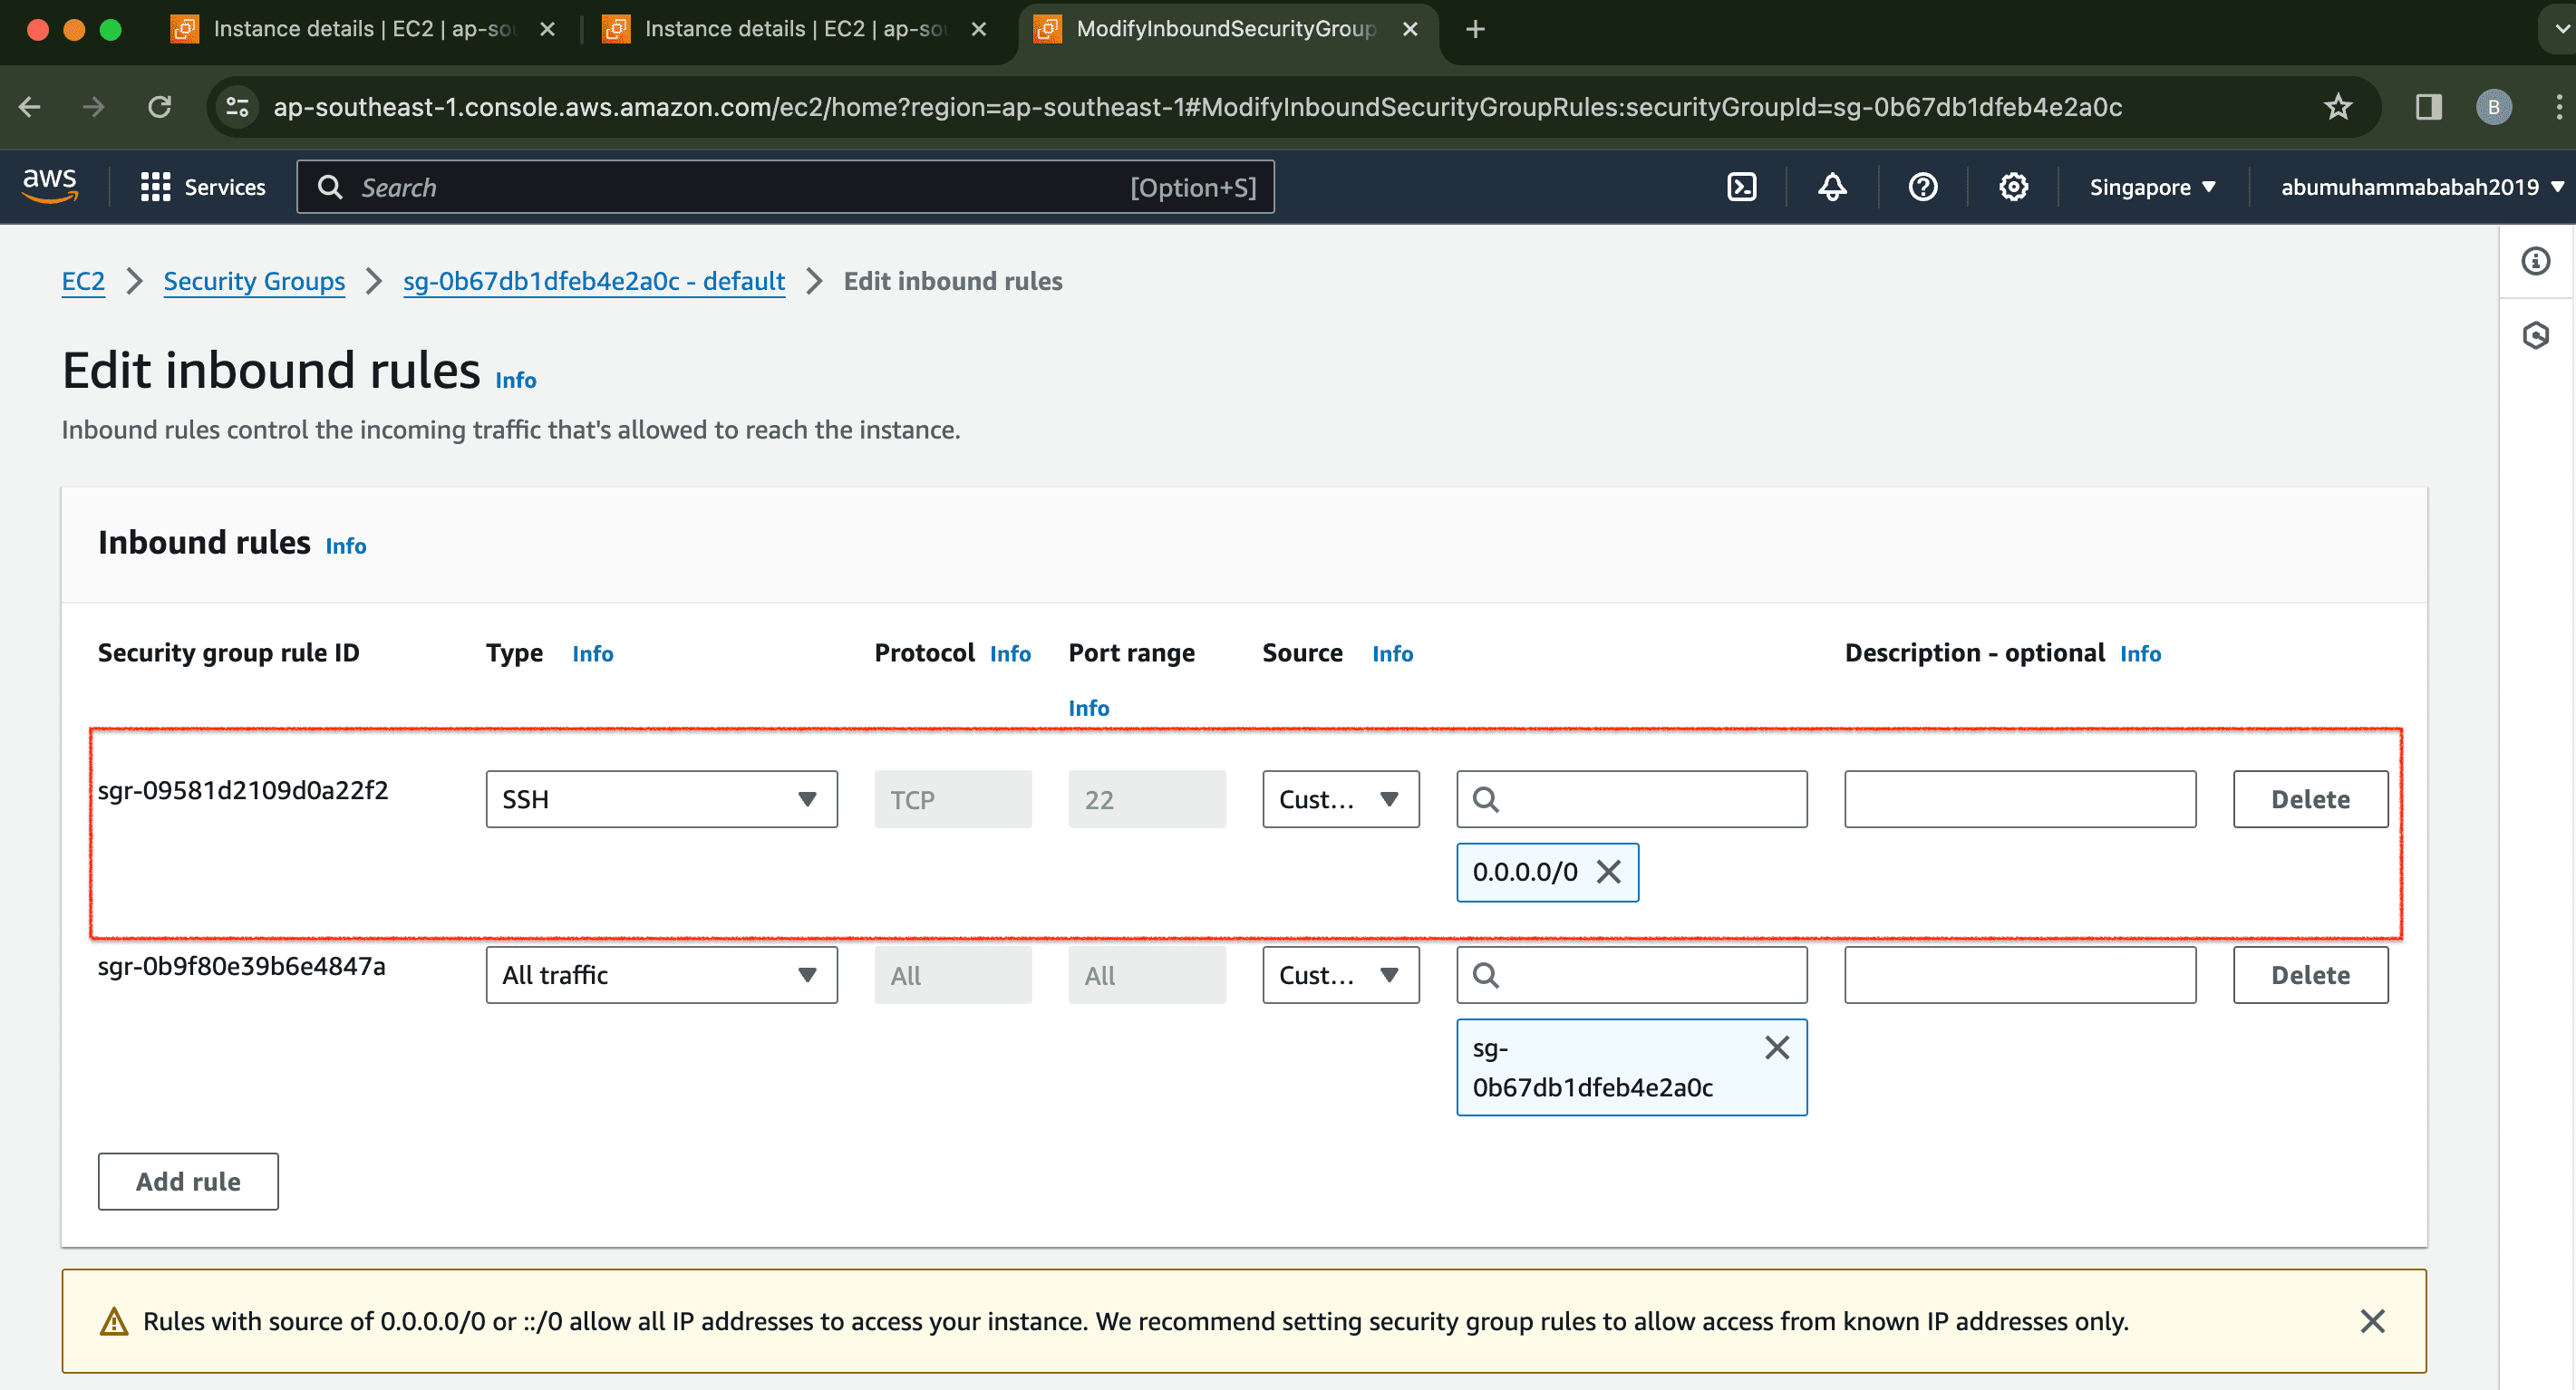 Instance details | EC2 | ap-sou
Instance details | EC2 | ap-sou
ModifyInboundSecurityGroup
ap-southeast-1.console.aws.amazon.com/ec2/home?region=ap-southeast-1#ModifyInboundSecurityGroupRules:securityGroupId=sg-0b67db1dfeb4e2a0c
B
aws
Services
Search
[Option+S]
Singapore
abumuhammababah2019
EC2
Security Groups
sg-0b67db1dfeb4e2a0c - default
Edit inbound rules
Edit inbound rules Info
Inbound rules control the incoming traffic that's allowed to reach the instance.
Inbound rules Info
Security group rule ID
Type Info
Protocol Info
Port range
Info
Source Info
Description - optional Info
sgr-09581d2109d0a22f2
SSH
TCP
22
Cust...
Delete
0.0.0.0/0
sgr-0b9f80e39b6e4847a
All traffic
All
All
Cust...
Delete
sg-
0b67db1dfeb4e2a0c
Add rule
Rules with source of 0.0.0.0/0 or ::/0 allow all IP addresses to access your instance. We recommend setting security group rules to allow access from known IP addresses only.